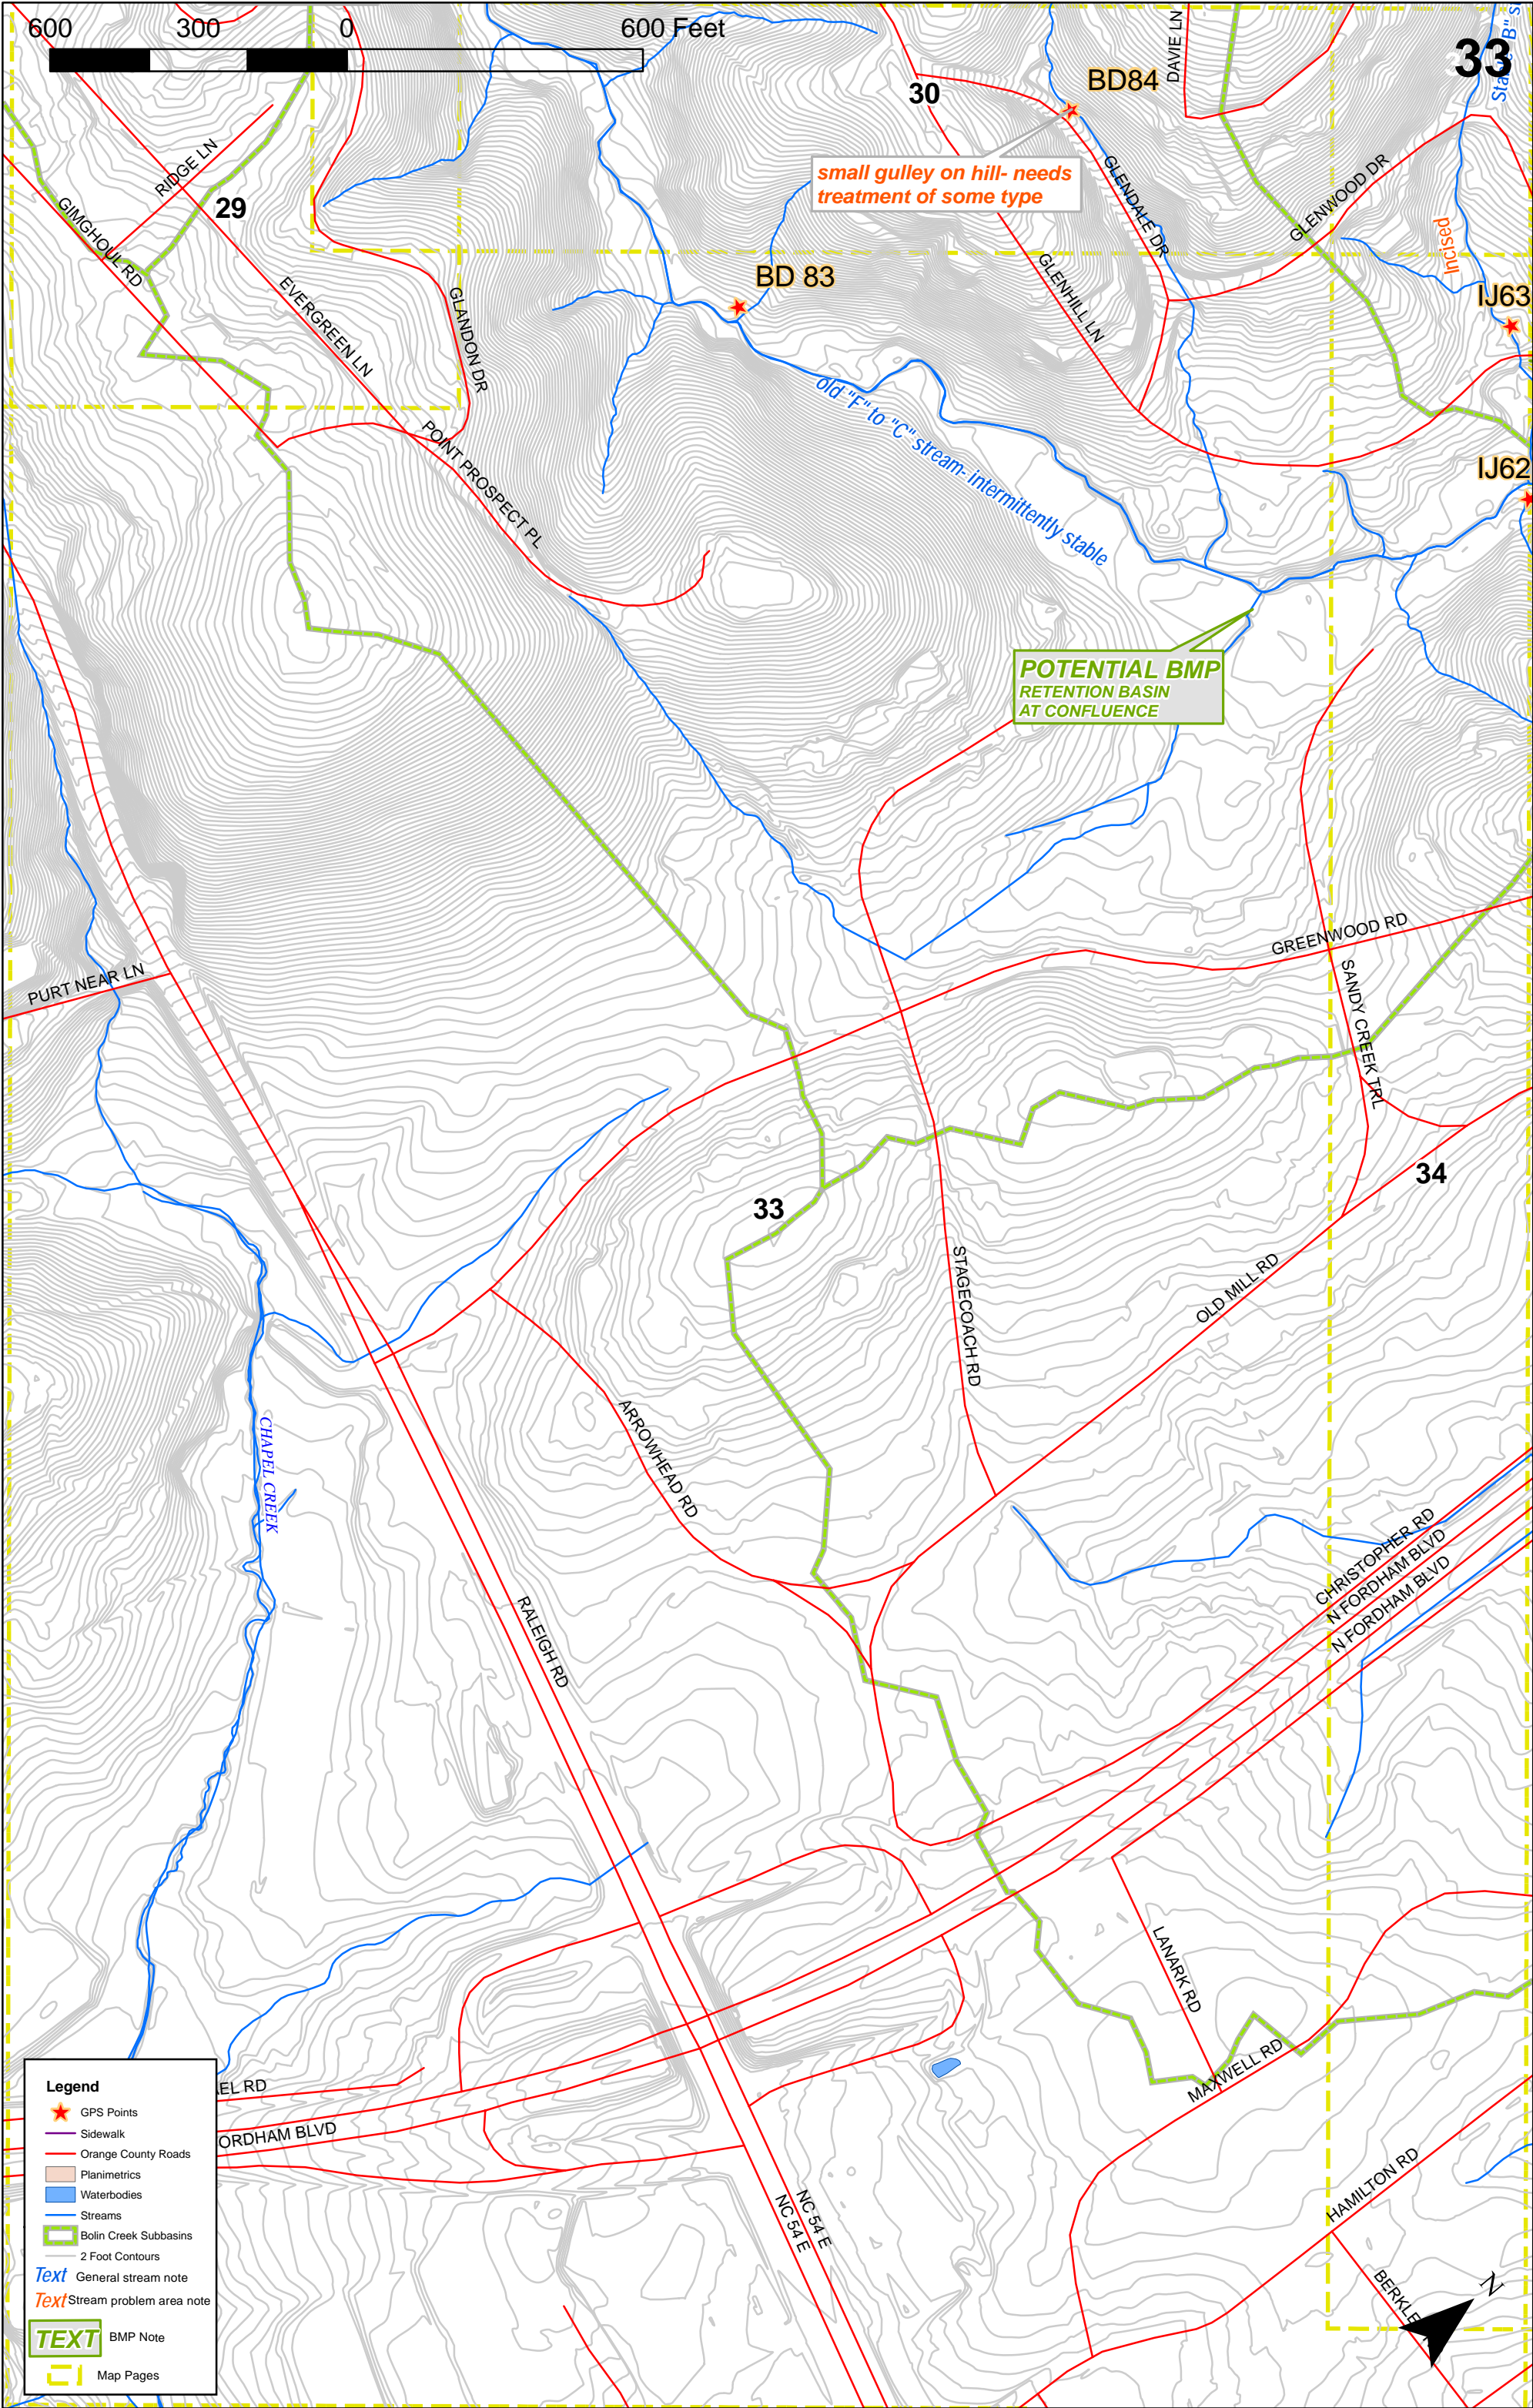 600 300 0 600 Feet
33
30
BD84
DAVIE LN
small gulley on hill- needs
treatment of some type
RIDGE LN
29
GIMGHOUL RD
EVERGREEN LN
GLANDON DR
BD 83
GLENDALE DR
GLENHILL LN
GLENWOOD DR
Incised
IJ63
IJ62
old "F" to "C" stream- intermittently stable
POINT PROSPECT PL
POTENTIAL BMP
RETENTION BASIN
AT CONFLUENCE
PURT NEAR LN
GREENWOOD RD
SANDY CREEK TRL
33
34
STAGECOACH RD
OLD MILL RD
ARROWHEAD RD
CHAPEL CREEK
RALEIGH RD
CHRISTOPHER RD
N FORDHAM BLVD
N FORDHAM BLVD
LANARK RD
MAXWELL RD
HAMILTON RD
NC 54 E
NC 54 E
EL RD
ORDHAM BLVD
N
Legend
GPS Points
Sidewalk
Orange County Roads
Planimetrics
Waterbodies
Streams
Bolin Creek Subbasins
2 Foot Contours
Text General stream note
Text Stream problem area note
TEXT BMP Note
Map Pages